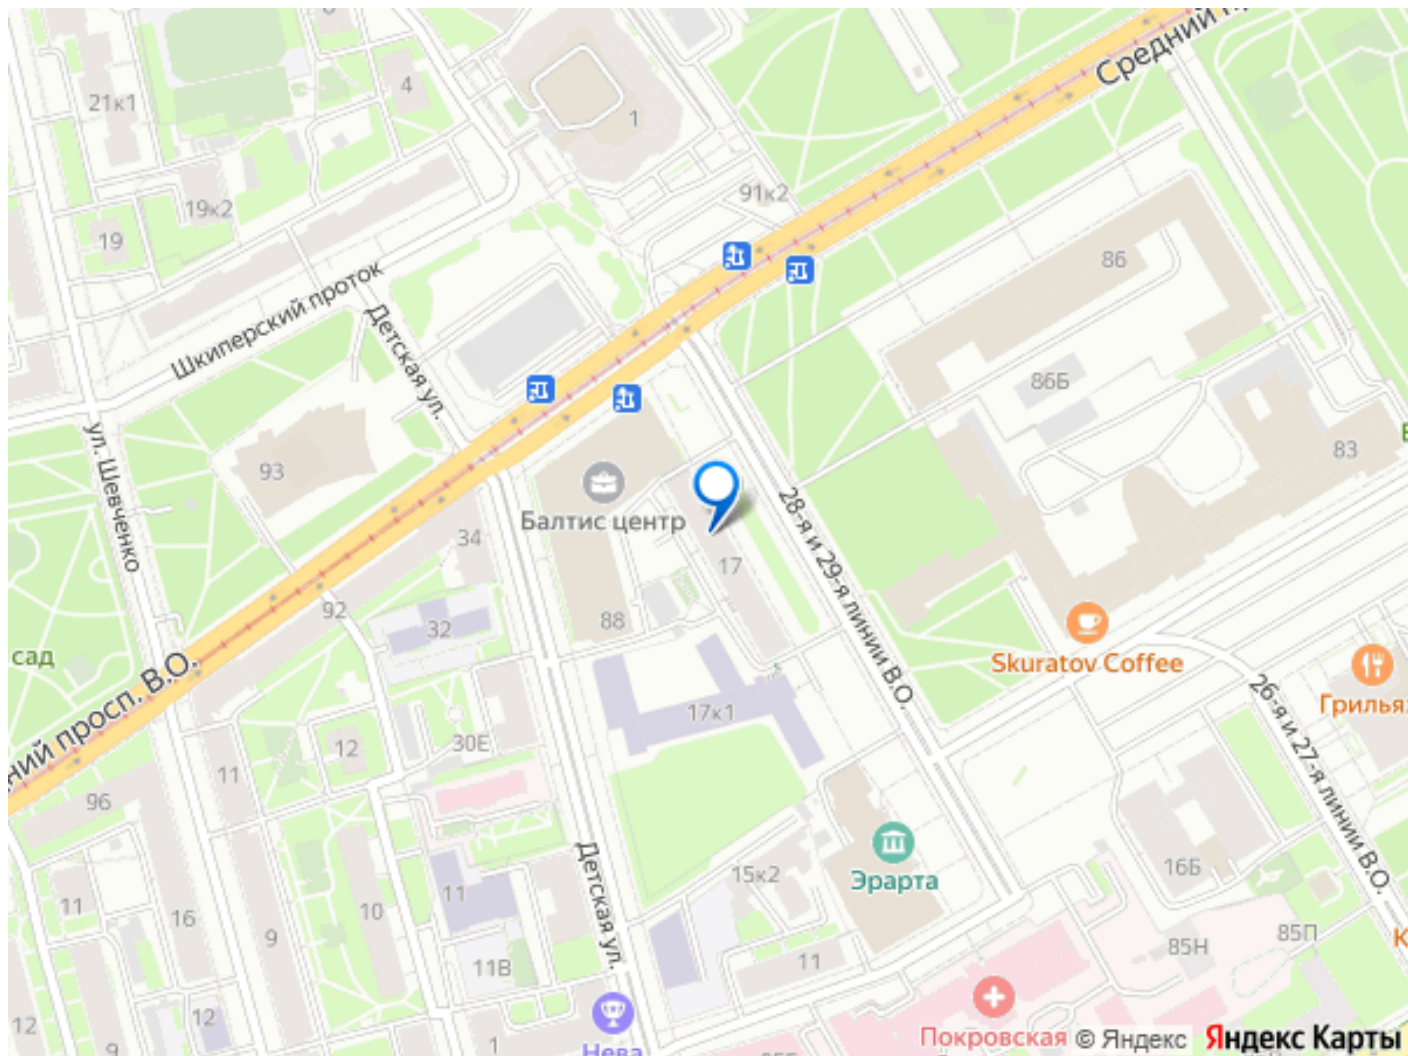 4
21к1
1
Средний
19к2
91к2
19
86
Шкиперский проток
Детская ул.
86Б
ул. Шевченко
93
83
28-я и 29-я линии В.О.
Балтис центр
34
17
92
88
32
сад
Skuratov Coffee
26-я и 27-я линии В.О.
ний просп. В.О.
17к1
Грилья
30Е
12
11
96
Детская ул.
Эрарта
15к2
16Б
11
11
16
10
9
85Н
85П
К
11В
11
12
12
Нева
1
9
Покровская
© Яндекс
Яндекс Карты